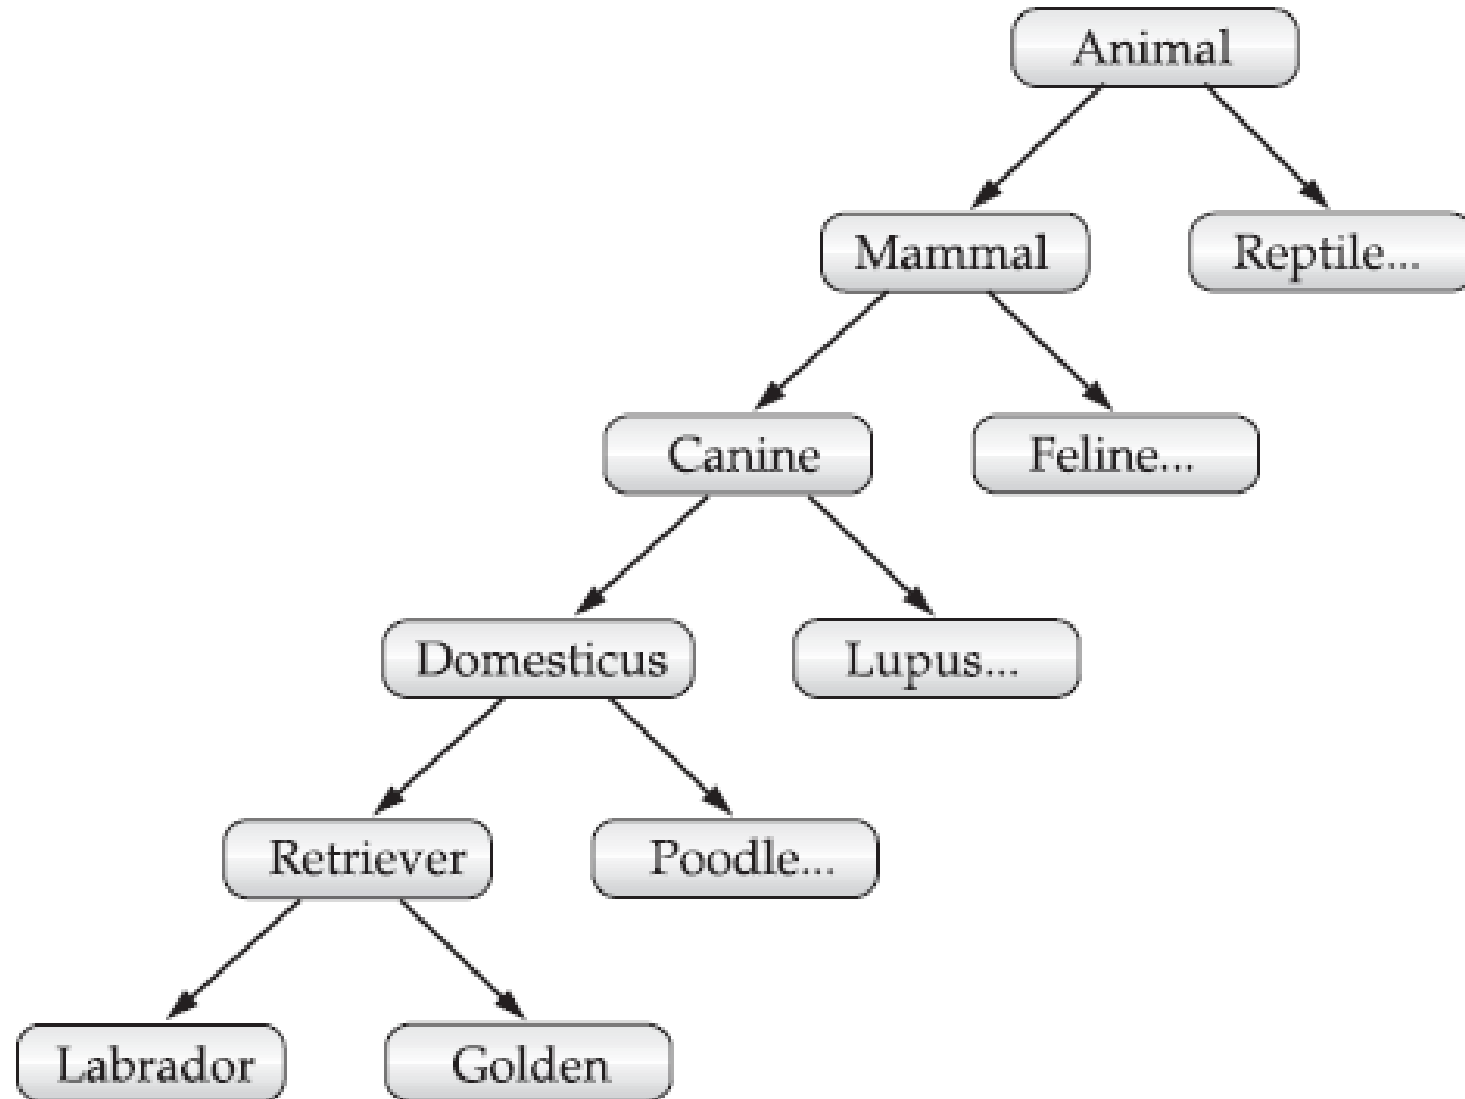 Animal
Mammal
Reptile...
Canine
Feline...
Domesticus
Lupus...
Retriever
Poodle...
Labrador
Golden